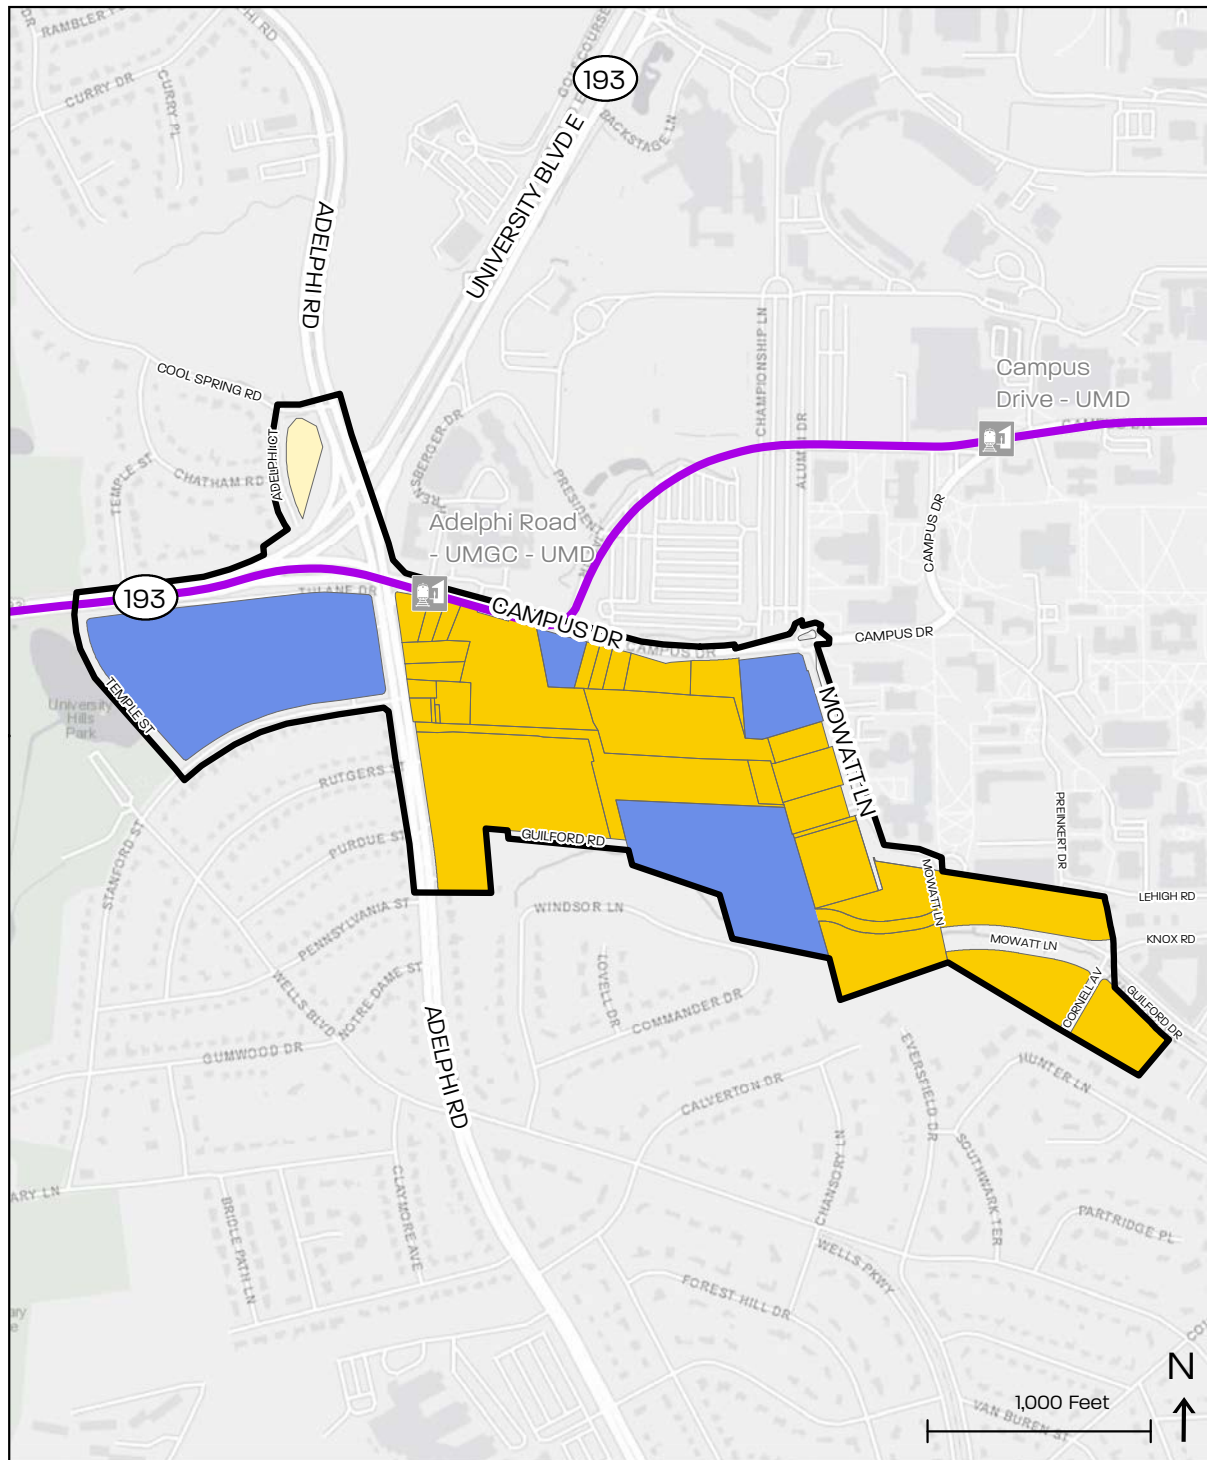 193
CURRY DR
CURRY PL
BACKSTAGE LN
UNIVERSITY BLVD E
ADELPHI RD
CHAMPIONSHIP LN
COOL SPRING RD
Campus
Drive - UMD
ADELPHI CT
TEMPLE ST
CHATHAM RD
ALUMNI DR
Adelphi Road
- UMGC - UMD
CAMPUS DR
193
TULANE DR
CAMPUS DR
CAMPUS DR
CAMPUS DR
TEMPLE ST
University
Hills
Park
MOWATT LN
RUTGERS ST
PURDUE ST
GUILFORD RD
PREINKERT DR
STANFORD ST
MOWATT LN
LEHIGH RD
PENNSYLVANIA ST
WINDSOR LN
MOWATT LN
KNOX RD
WELLS BLVD
NOTRE DAME ST
LOVELL DR
COMMANDER DR
CORNELL AV
GUILFORD DR
GUMWOOD DR
ADELPHI RD
CALVERTON DR
EVERSFIELD DR
HUNTER LN
CHANSORY LN
SOUTHWARK TER
ARY LN
BRIDLE PATH LN
CLAYMORE AVE
PARTRIDGE PL
WELLS PKWY
FOREST HILL DR
N
1,000 Feet
VAN BUREN ST